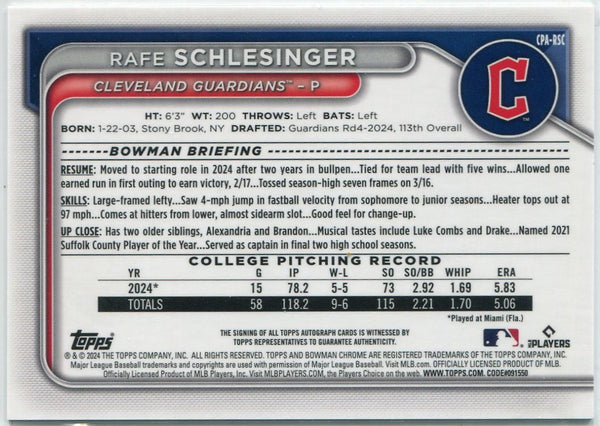 CPA-RSC
RAFE SCHLESINGER
CLEVELAND GUARDIANS™ – P
C
HT: 6'3" WT: 200 THROWS: Left BATS: Left
BORN: 1-22-03, Stony Brook, NY DRAFTED: Guardians Rd4-2024, 113th Overall
BOWMAN BRIEFING
RESUME: Moved to starting role in 2024 after two years in bullpen...Tied for team lead with five wins...Allowed one
earned run in first outing to earn victory, 2/17...Tossed season-high seven frames on 3/16.
SKILLS: Large-framed lefty...Saw 4-mph jump in fastball velocity from sophomore to junior seasons...Heater tops out at
97 mph...Comes at hitters from lower, almost sidearm slot...Good feel for change-up.
UP CLOSE: Has two older siblings, Alexandria and Brandon...Musical tastes include Luke Combs and Drake...Named 2021
Suffolk County Player of the Year...Served as captain in final two high school seasons.
COLLEGE PITCHING RECORD
YR G IP W-L SO SO/BB WHIP ERA
2024* 15 78.2 5-5 73 2.92 1.69 5.83
TOTALS 58 118.2 9-6 115 2.21 1.70 5.06
*Played at Miami (Fla.)
Topps
THE SIGNING OF ALL TOPPS AUTOGRAPH CARDS IS WITNESSED BY
TOPPS REPRESENTATIVES TO GUARANTEE AUTHENTICITY.
PLAYERS
® & © 2024 THE TOPPS COMPANY, INC. ALL RIGHTS RESERVED. TOPPS AND BOWMAN CHROME ARE REGISTERED TRADEMARKS OF THE TOPPS COMPANY, INC.
Major League Baseball trademarks and copyrights are used with permission of Major League Baseball. Visit MLB.com. OFFICIALLY LICENSED PRODUCT OF MLB.
Officially Licensed Product of MLB Players, Inc. Visit MLBPLAYERS.com, the Players Choice on the web. WWW.TOPPS.COM. CODE#091550